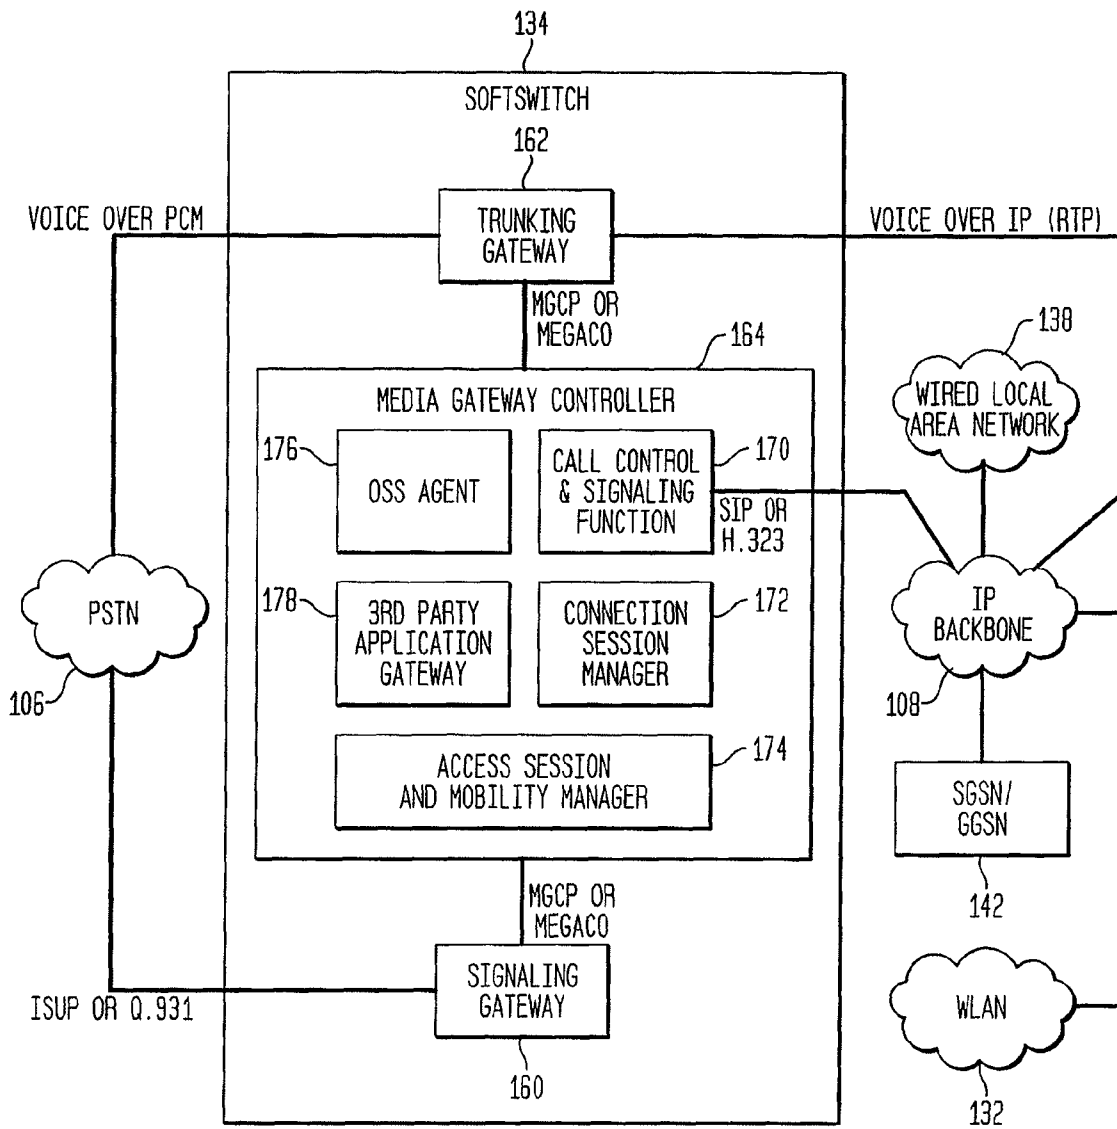 134
SOFTSWITCH
162
VOICE OVER PCM
TRUNKING
GATEWAY
VOICE OVER IP (RTP)
MGCP OR
MEGACO
164
138
MEDIA GATEWAY CONTROLLER
WIRED LOCAL
AREA NETWORK
176
OSS AGENT
CALL CONTROL
& SIGNALING
FUNCTION
170
SIP OR
H.323
PSTN
106
178
3RD PARTY
APPLICATION
GATEWAY
CONNECTION
SESSION
MANAGER
172
IP
BACKBONE
108
ACCESS SESSION
AND MOBILITY MANAGER
174
SGSN/
GGSN
142
MGCP OR
MEGACO
SIGNALING
GATEWAY
ISUP OR Q.931
160
WLAN
132